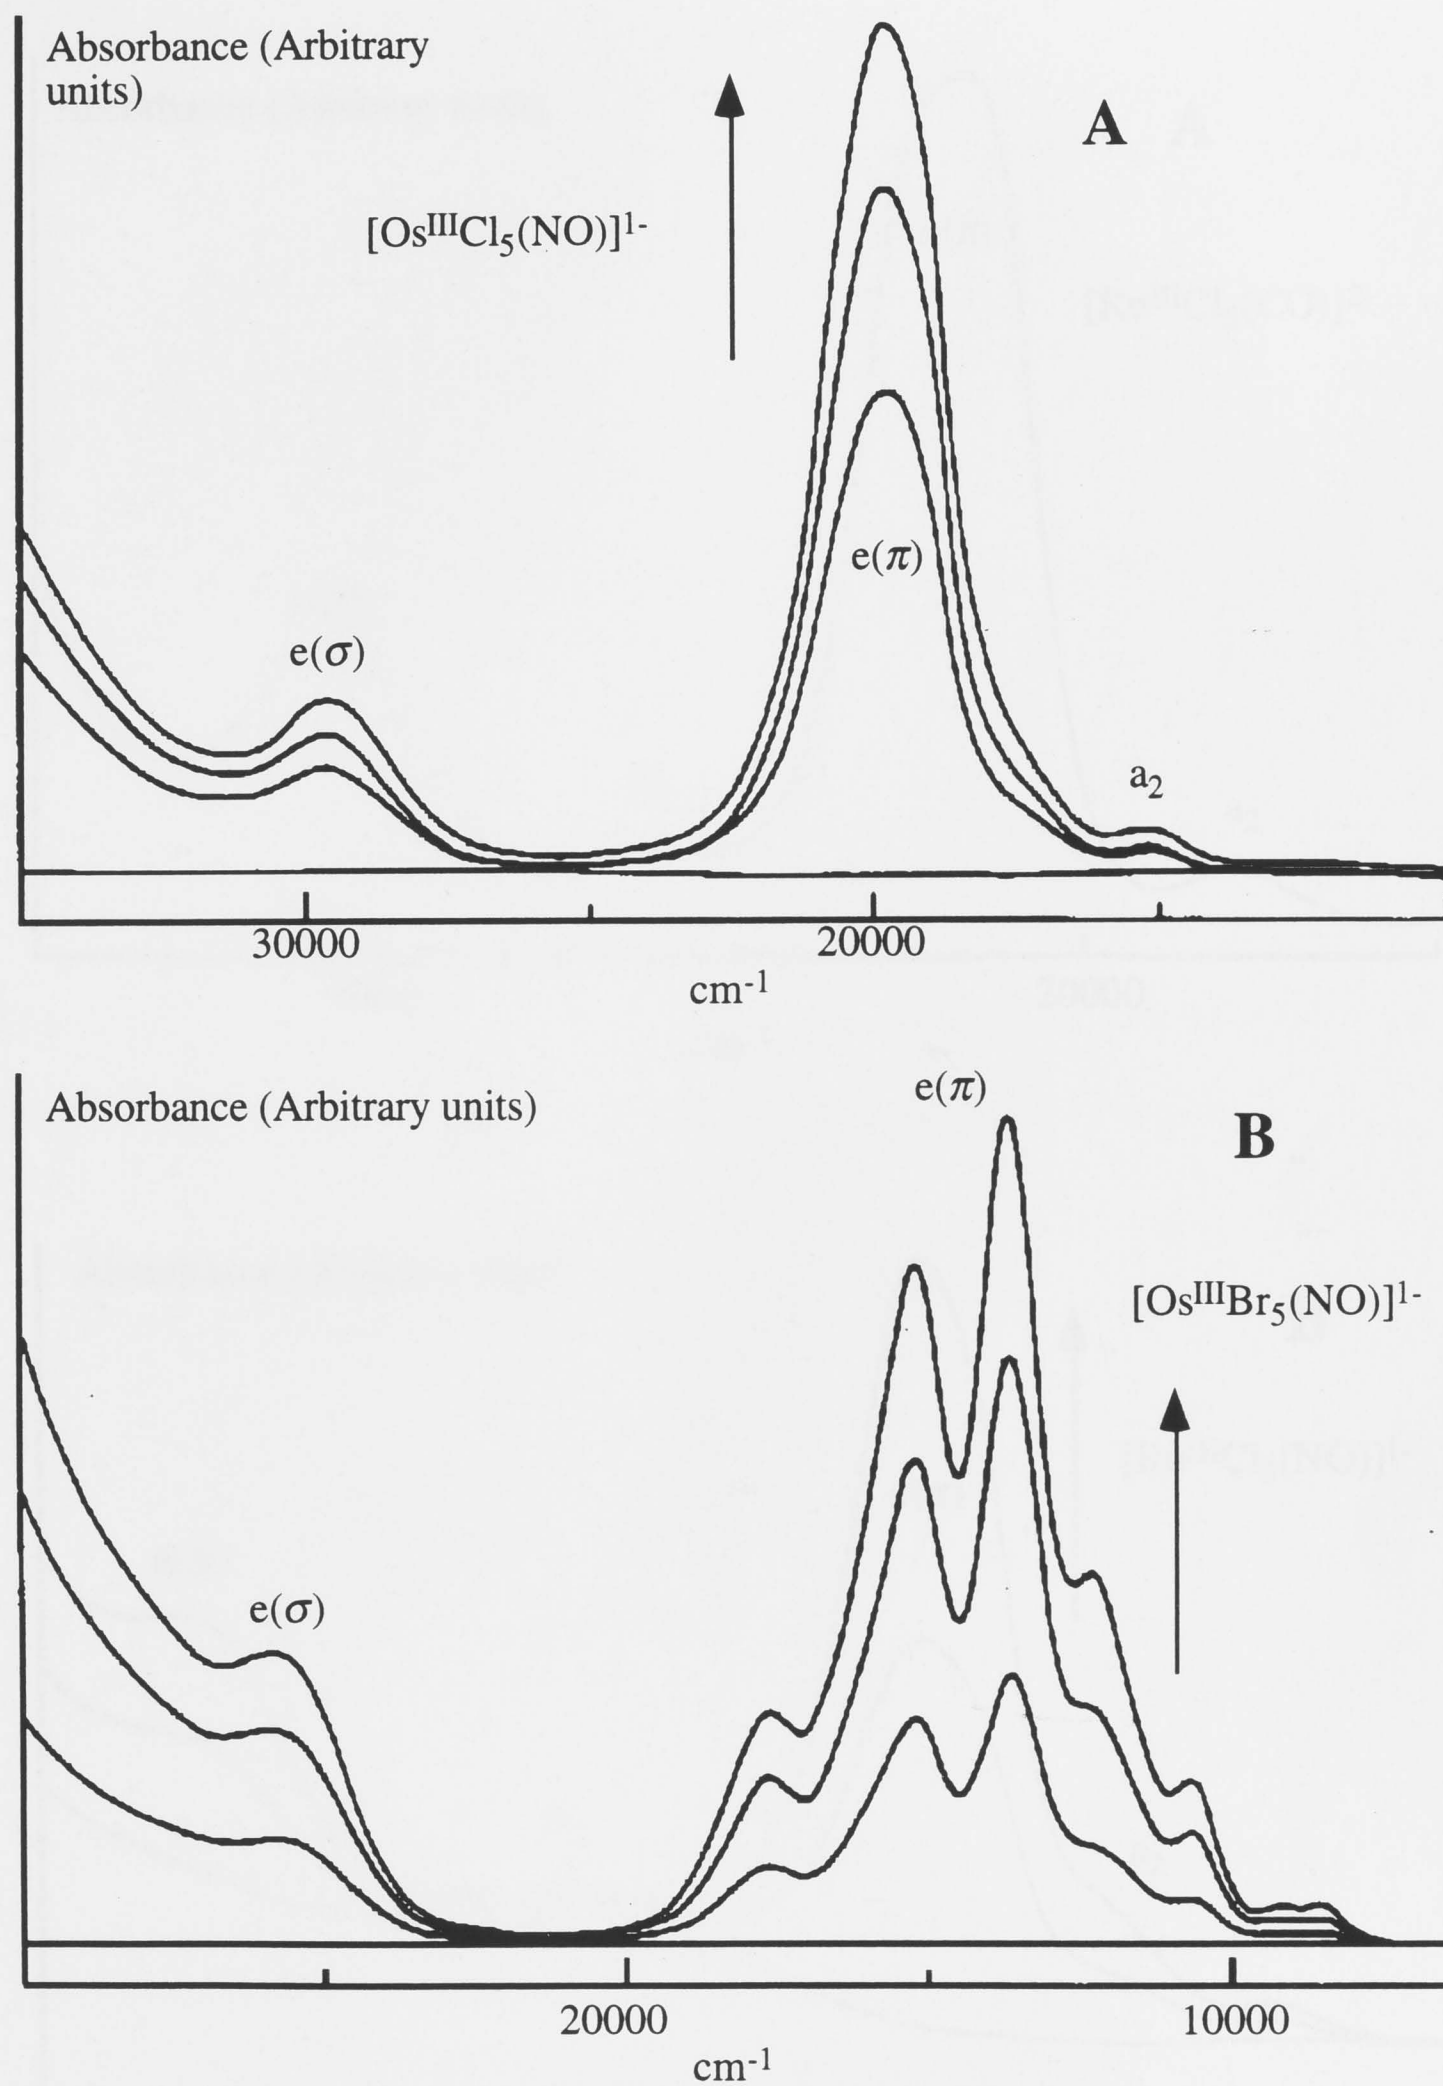 Absorbance (Arbitrary
units)
A
[OsᴵᴵᴵCl₅(NO)]¹⁻
e(π)
e(σ)
a₂
30000
20000
cm⁻¹
e(π)
Absorbance (Arbitrary units)
B
[OsᴵᴵᴵBr₅(NO)]¹⁻
e(σ)
20000
10000
cm⁻¹